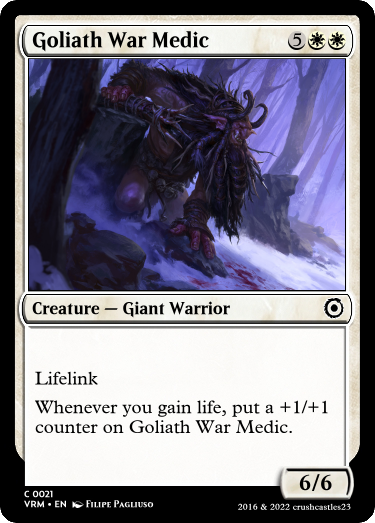 Goliath War Medic 5
Creature — Giant Warrior
Lifelink
Whenever you gain life, put a +1/+1
counter on Goliath War Medic.
6/6
C 0021
VRM • EN Filipe Pagliuso
2016 & 2022 crushcastles23